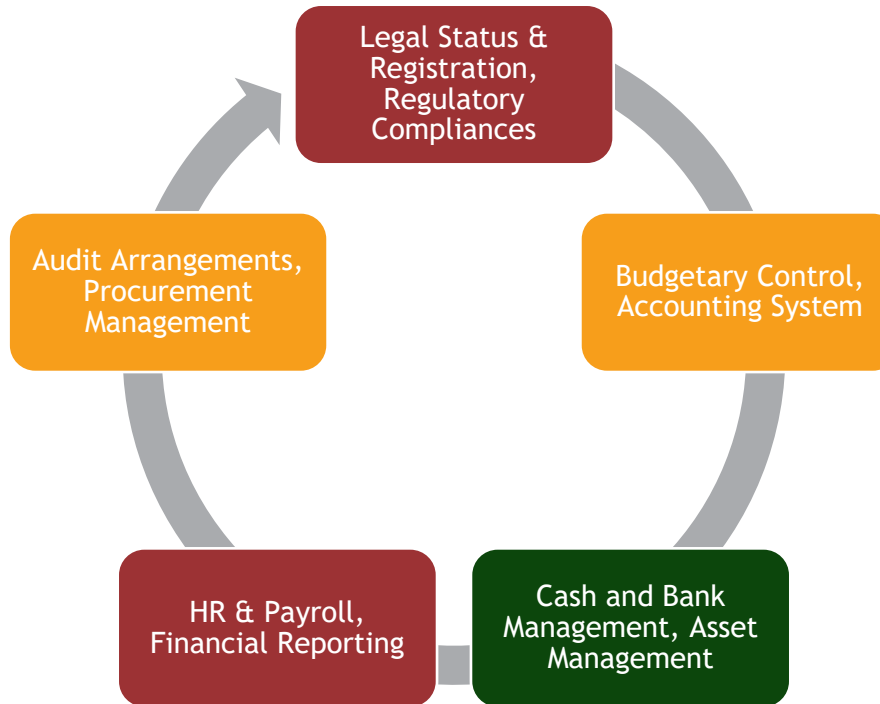 Legal Status &
Registration,
Regulatory
Compliances
Budgetary Control,
Accounting System
Cash and Bank
Management, Asset
Management
HR & Payroll,
Financial Reporting
Audit Arrangements,
Procurement
Management